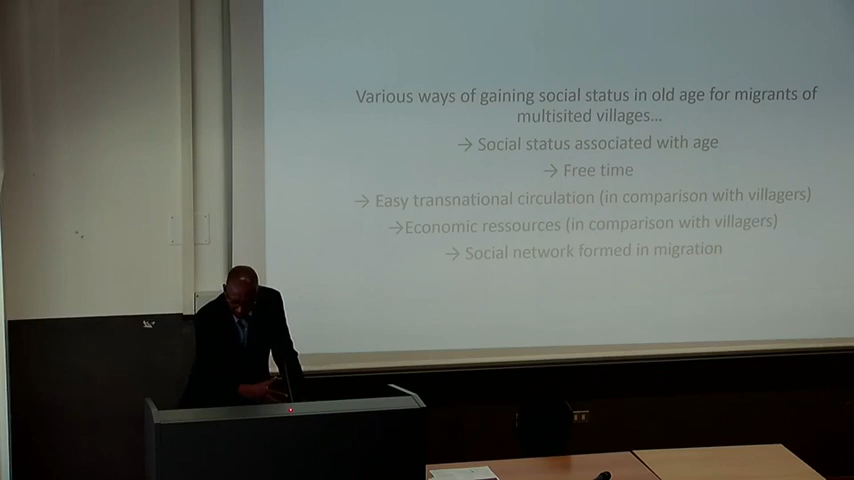 Various ways of gaining social status in old age for migrants of
multisited villages...
→ Social status associated with age
→ Free time
→ Easy transnational circulation (in comparison with villagers)
→Economic ressources (in comparison with villagers)
→ Social network formed in migration